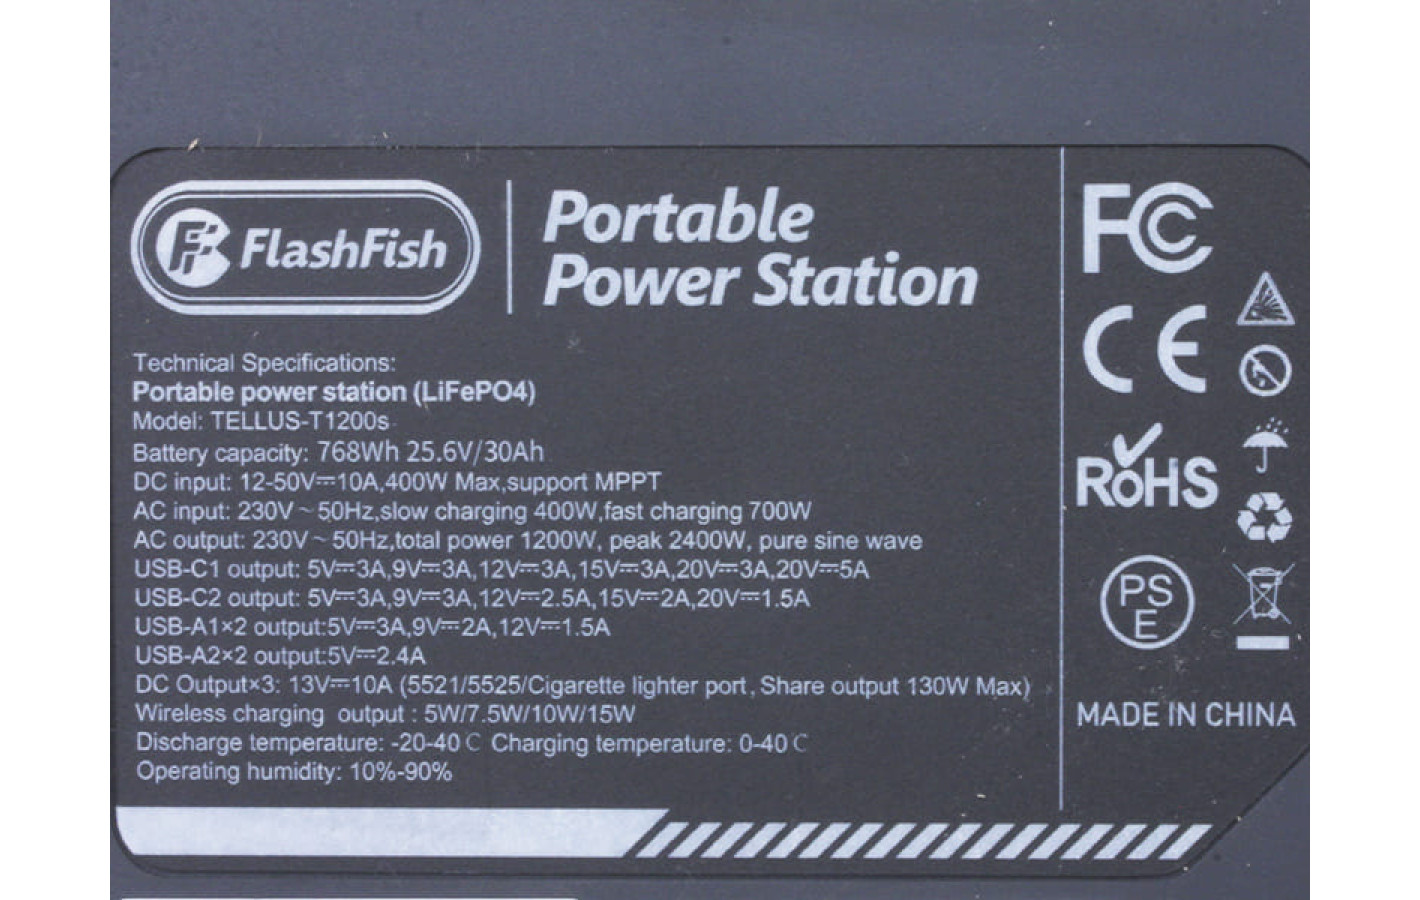 FlashFish
Portable
Power Station
Technical Specifications:
Portable power station (LiFePO4)
Model: TELLUS-T1200s
Battery capacity: 768Wh 25.6V/30Ah
DC input: 12-50V⎓10A,400W Max,support MPPT
AC input: 230V~50Hz,slow charging 400W,fast charging 700W
AC output: 230V~50Hz,total power 1200W, peak 2400W, pure sine wave
USB-C1 output: 5V⎓3A,9V⎓3A,12V⎓3A,15V⎓3A,20V⎓3A,20V⎓5A
USB-C2 output: 5V⎓3A,9V⎓3A,12V⎓2.5A,15V⎓2A,20V⎓1.5A
USB-A1×2 output:5V⎓3A,9V⎓2A,12V⎓1.5A
USB-A2×2 output:5V⎓2.4A
DC Output×3: 13V⎓10A (5521/5525/Cigarette lighter port, Share output 130W Max)
Wireless charging output : 5W/7.5W/10W/15W
Discharge temperature: -20-40℃ Charging temperature: 0-40℃
Operating humidity: 10%-90%
FCC
CE
RoHS
PS
E
MADE IN CHINA